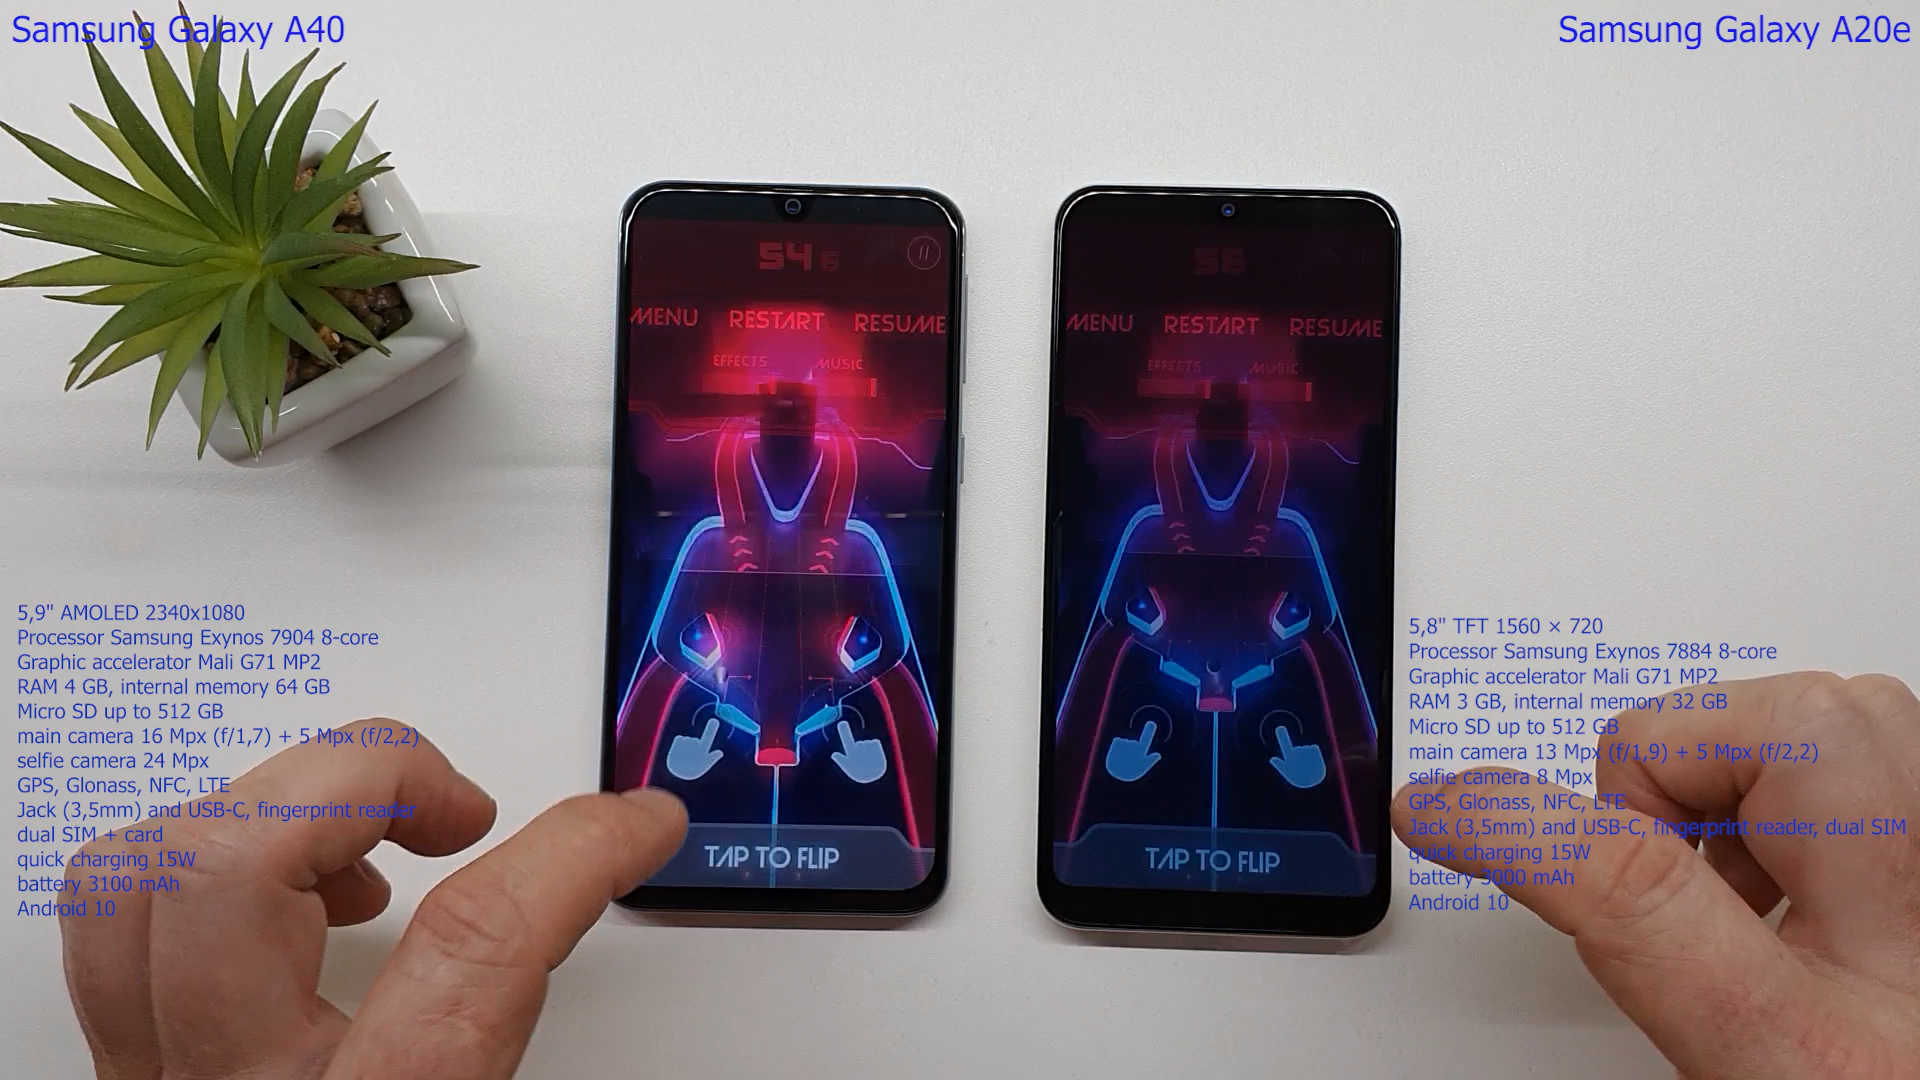 Samsung Galaxy A40
Samsung Galaxy A20e
54
MENU RESTART RESUME
EFFECTS MUSIC
TAP TO FLIP
MENU RESTART RESUME
EFFECTS MUSIC
TAP TO FLIP
5,9" AMOLED 2340x1080
Processor Samsung Exynos 7904 8-core
Graphic accelerator Mali G71 MP2
RAM 4 GB, internal memory 64 GB
Micro SD up to 512 GB
main camera 16 Mpx (f/1,7) + 5 Mpx (f/2,2)
selfie camera 24 Mpx
GPS, Glonass, NFC, LTE
Jack (3,5mm) and USB-C, fingerprint reader
dual SIM + card
quick charging 15W
battery 3100 mAh
Android 10
5,8" TFT 1560 × 720
Processor Samsung Exynos 7884 8-core
Graphic accelerator Mali G71 MP2
RAM 3 GB, internal memory 32 GB
Micro SD up to 512 GB
main camera 13 Mpx (f/1,9) + 5 Mpx (f/2,2)
selfie camera 8 Mpx
GPS, Glonass, NFC, LTE
Jack (3,5mm) and USB-C, fingerprint reader, dual SIM
quick charging 15W
battery 3000 mAh
Android 10